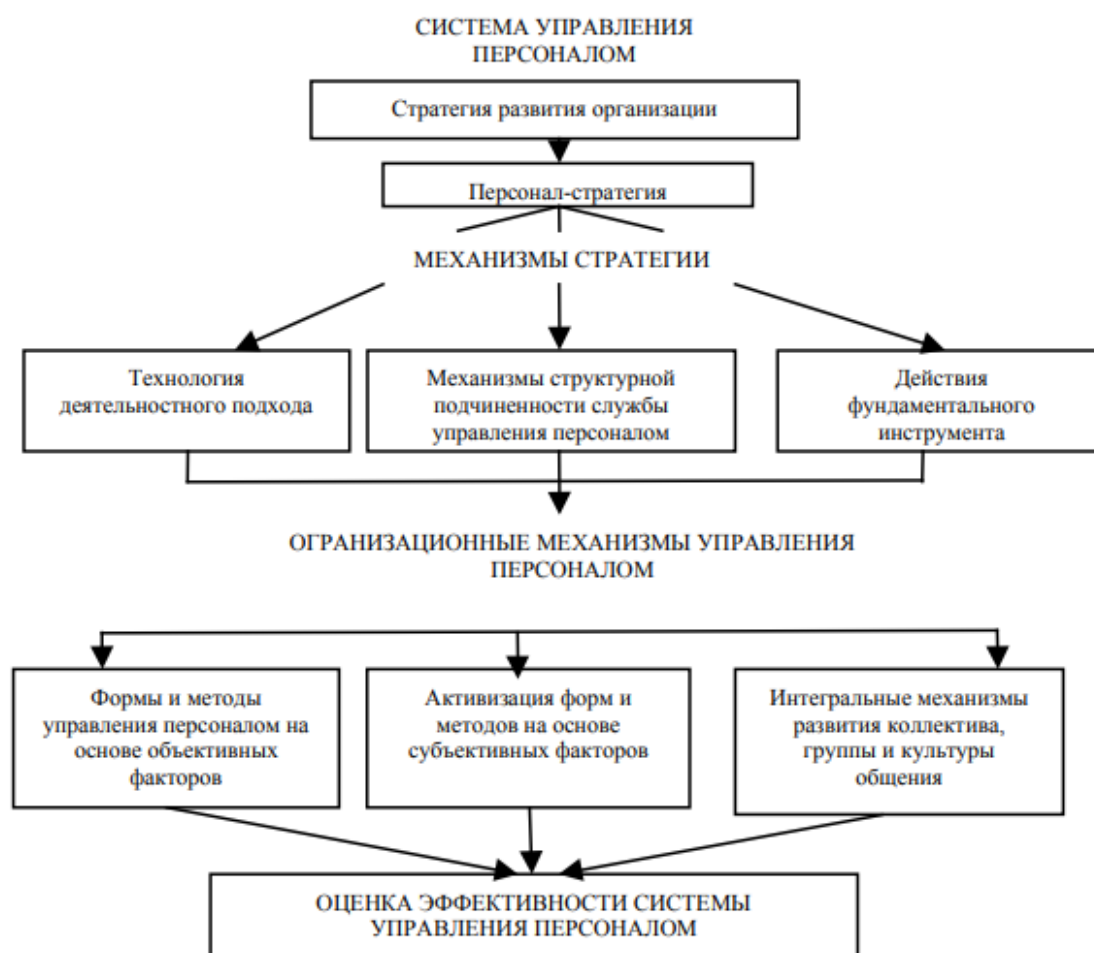 СИСТЕМА УПРАВЛЕНИЯ
ПЕРСОНАЛОМ
Стратегия развития организации
Персонал-стратегия
МЕХАНИЗМЫ СТРАТЕГИИ
Технология
деятельностного подхода
Механизмы структурной
подчиненности службы
управления персоналом
Действия
фундаментального
инструмента
ОГРАНИЗАЦИОННЫЕ МЕХАНИЗМЫ УПРАВЛЕНИЯ
ПЕРСОНАЛОМ
Формы и методы
управления персоналом на
основе объективных
факторов
Активизация форм и
методов на основе
субъективных факторов
Интегральные механизмы
развития коллектива,
группы и культуры
общения
ОЦЕНКА ЭФФЕКТИВНОСТИ СИСТЕМЫ
УПРАВЛЕНИЯ ПЕРСОНАЛОМ